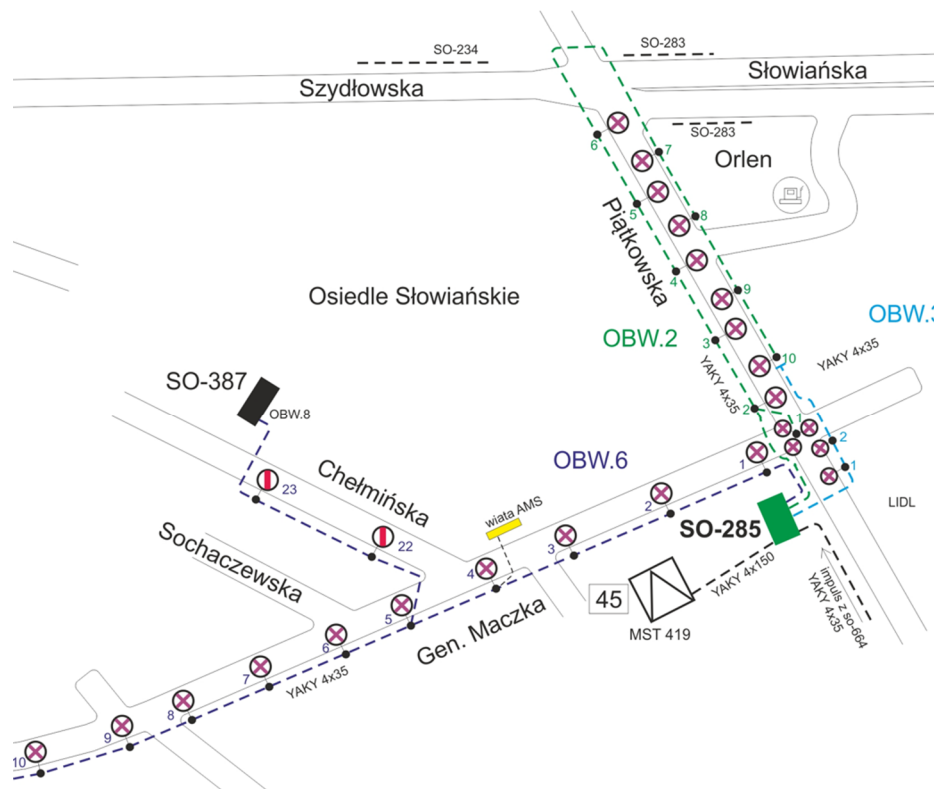 SO-234
SO-283
Szydłowska
Słowiańska
SO-283
6
7
Orlen
5
8
Piątkowska
4
9
Osiedle Słowiańskie
OBW.2
OBW.3
3
10
YAKY 4x35
YAKY 4x35
SO-387
OBW.8
2
1
2
OBW.6
1
1
Chełmińska
23
2
wiata AMS
SO-285
LIDL
22
3
Sochaczewska
4
YAKY 4x150
impuls z so-664
YAKY 4x35
45
MST 419
5
Gen. Maczka
6
7
YAKY 4x35
8
9
10